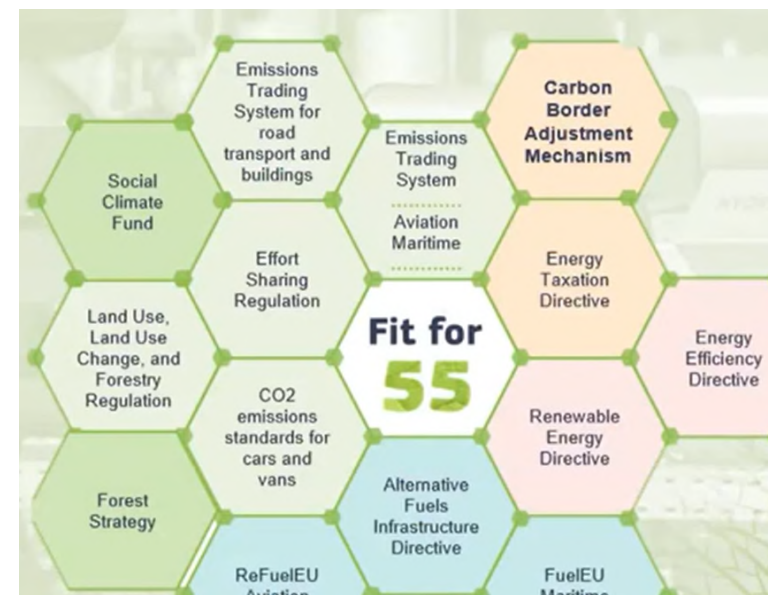 Emissions
Trading
System for
road
transport and
buildings
Carbon
Border
Adjustment
Mechanism
Emissions
Trading
System
Aviation
Maritime
Social
Climate
Fund
Effort
Sharing
Regulation
Energy
Taxation
Directive
Land Use,
Land Use
Change, and
Forestry
Regulation
Fit for
55
Energy
Efficiency
Directive
CO2
emissions
standards for
cars and
vans
Renewable
Energy
Directive
Forest
Strategy
Alternative
Fuels
Infrastructure
Directive
ReFuelEU
Aviation
FuelEU
Maritime